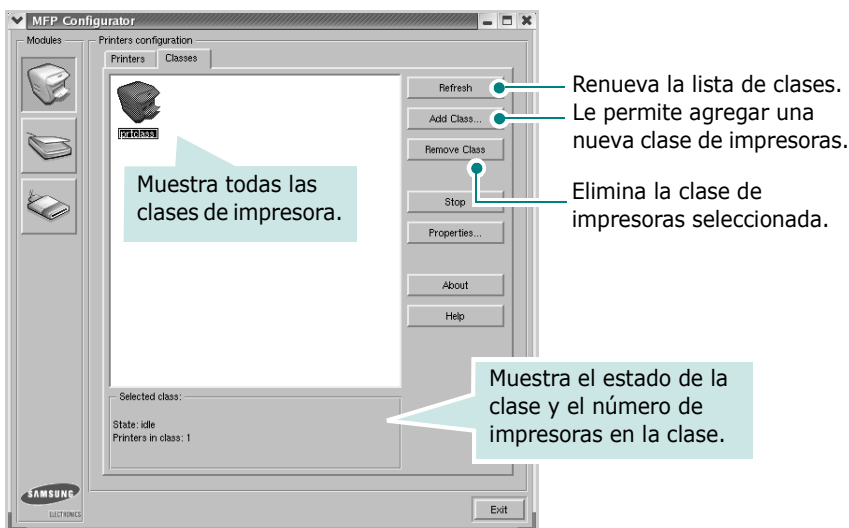 MFP Configurator
Modules
Printers configuration
Printers
Classes
prtclass
Muestra todas las
clases de impresora.
Refresh
Add Class...
Remove Class
Stop
Properties...
About
Help
Renueva la lista de clases.
Le permite agregar una
nueva clase de impresoras.
Elimina la clase de
impresoras seleccionada.
Selected class:
State: idle
Printers in class: 1
Muestra el estado de la
clase y el número de
impresoras en la clase.
SAMSUNG
ELECTRONICS
Exit